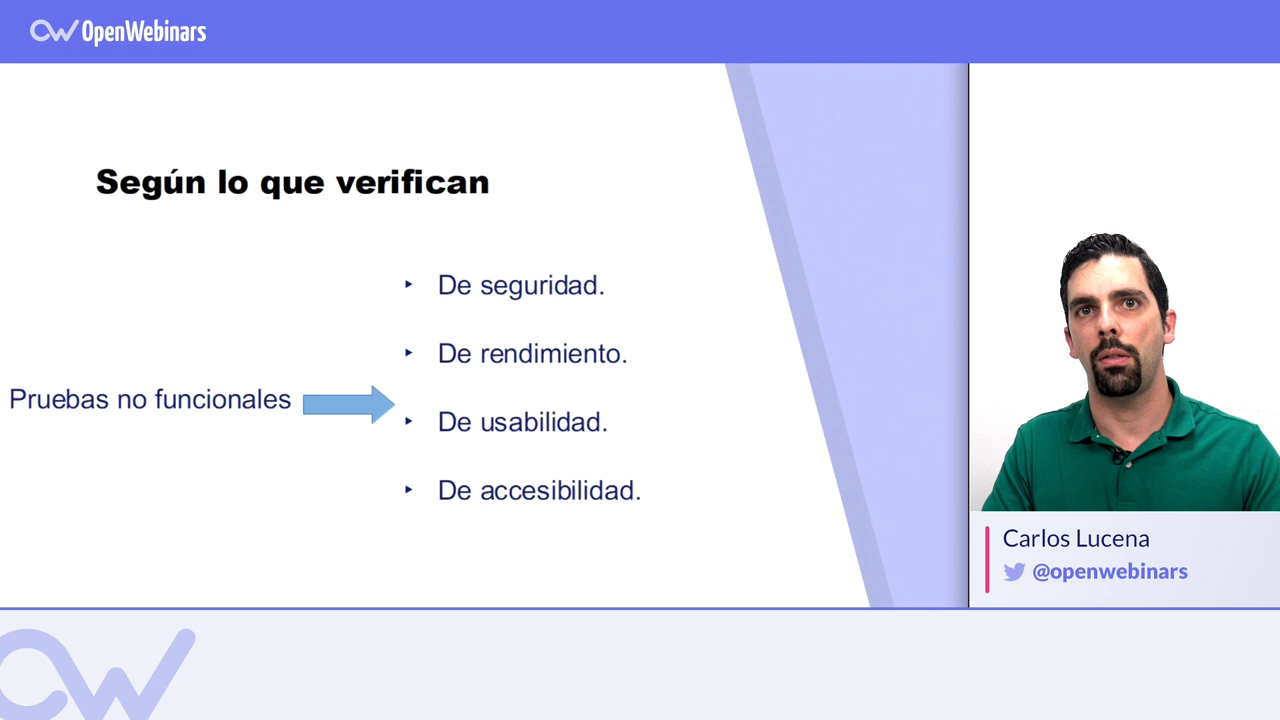 OpenWebinars
Según lo que verifican
‣ De seguridad.
‣ De rendimiento.
Pruebas no funcionales
‣ De usabilidad.
‣ De accesibilidad.
Carlos Lucena
@openwebinars